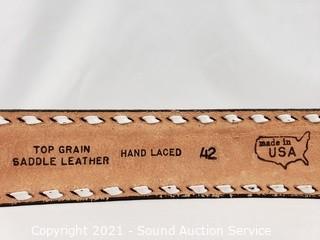 TOP GRAIN
SADDLE LEATHER
HAND LACED
42
made in
USA
Copyright 2021 - Sound Auction Service